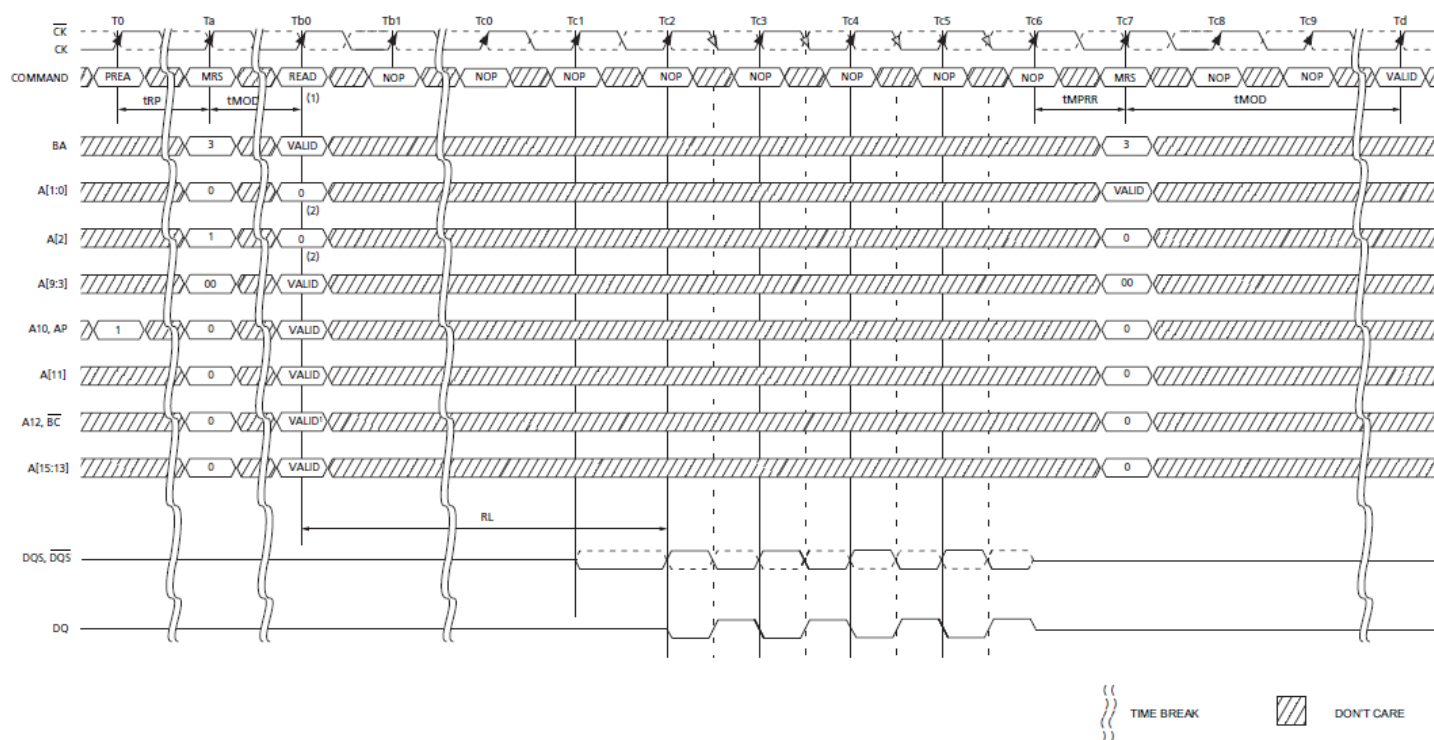 T0 Ta Tb0 Tb1 Tc0 Tc1 Tc2 Tc3 Tc4 Tc5 Tc6 Tc7 Tc8 Tc9 Td
CK
CK
COMMAND PREA MRS READ NOP NOP NOP NOP NOP NOP NOP NOP MRS NOP NOP VALID
tRP tMOD (1) tMPRR tMOD
BA 3 VALID 3
A[1:0] 0 0 VALID
(2)
A[2] 1 0 0
(2)
A[9:3] 00 VALID 00
A10, AP 1 0 VALID 0
A[11] 0 VALID 0
A12, BC 0 VALID¹ 0
A[15:13] 0 VALID 0
RL
DQS, DQS
DQ
TIME BREAK DON'T CARE